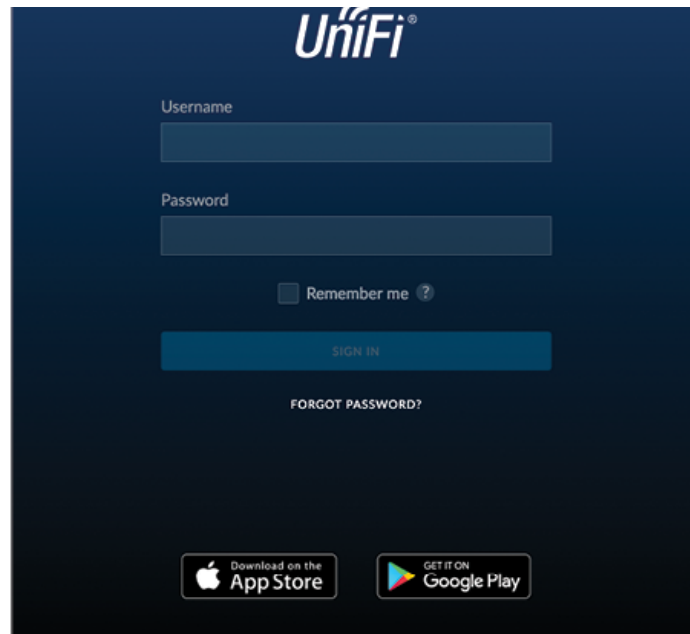 UniFi®
Username
Password
Remember me ?
SIGN IN
FORGOT PASSWORD?
Download on the
App Store
GET IT ON
Google Play